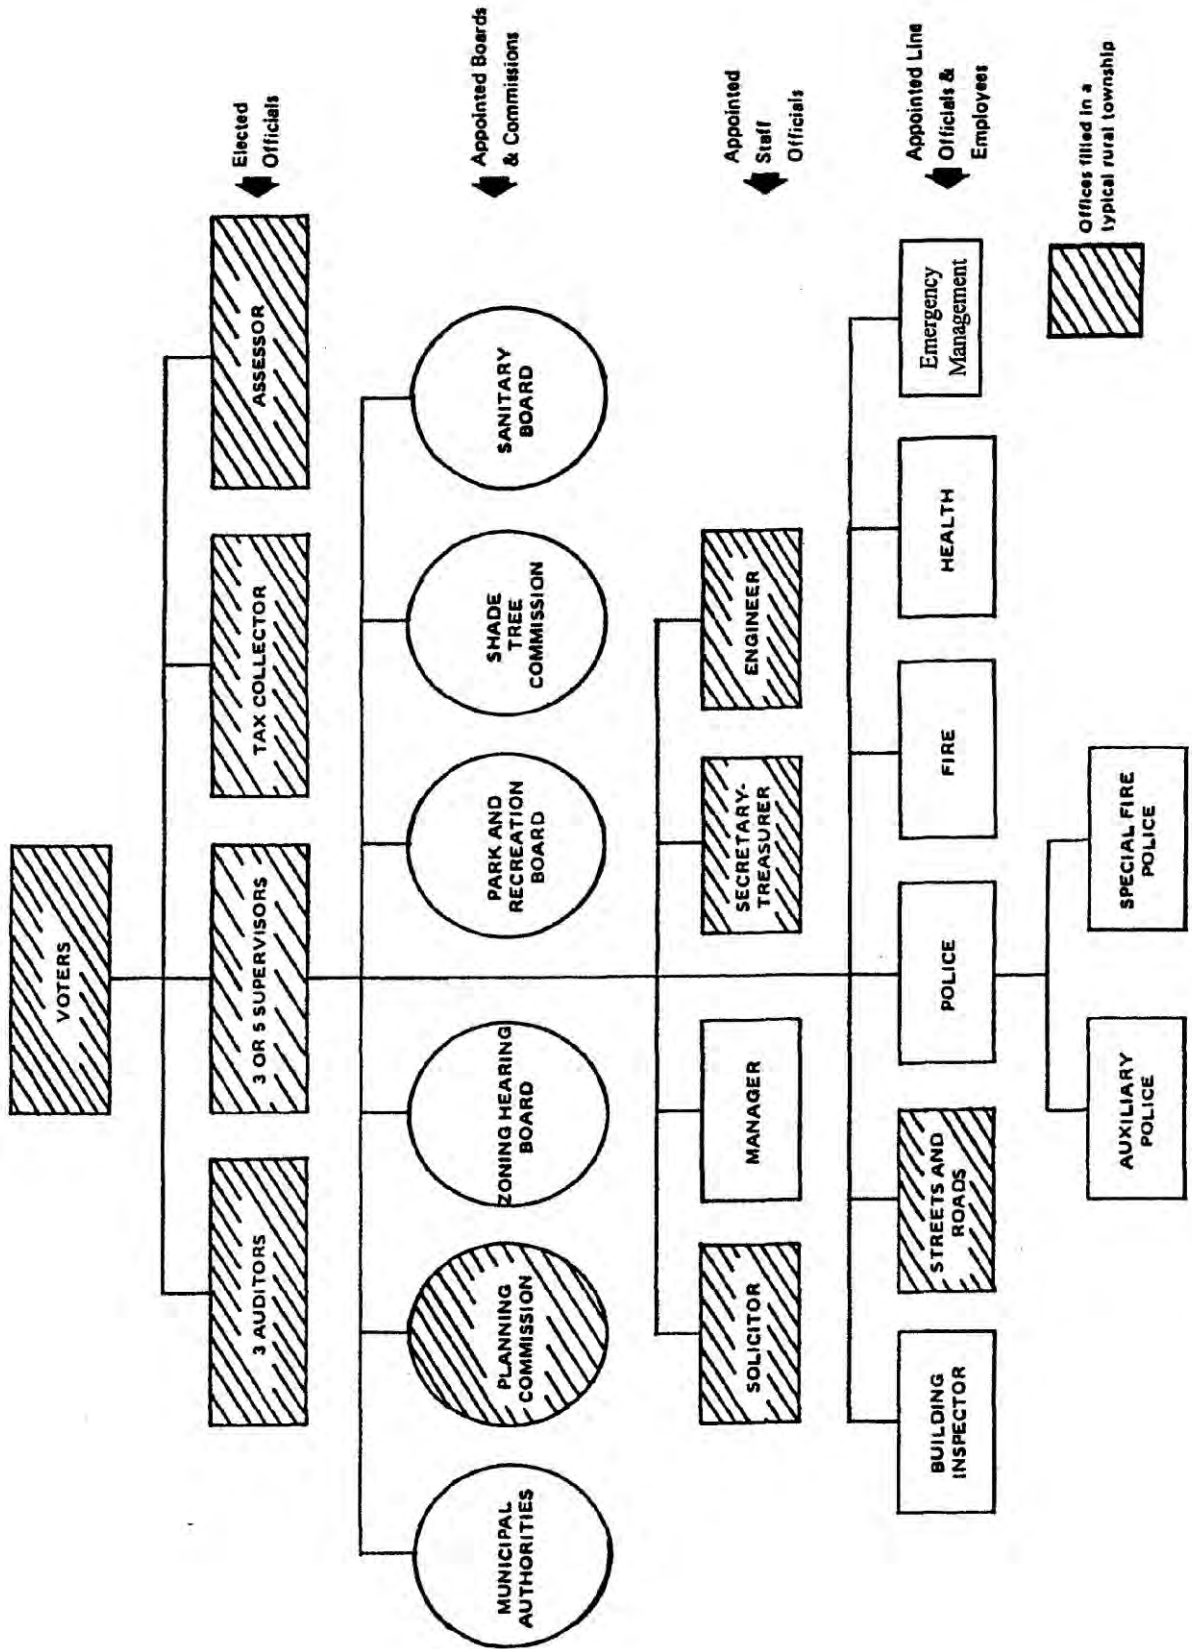 VOTERS
3 AUDITORS
3 OR 5 SUPERVISORS
TAX COLLECTOR
ASSESSOR
Elected
Officials
MUNICIPAL
AUTHORITIES
PLANNING
COMMISSION
ZONING HEARING
BOARD
PARK AND
RECREATION
BOARD
SHADE
TREE
COMMISSION
SANITARY
BOARD
Appointed Boards
& Commissions
SOLICITOR
MANAGER
SECRETARY-
TREASURER
ENGINEER
Appointed
Staff
Officials
BUILDING
INSPECTOR
STREETS AND
ROADS
POLICE
FIRE
HEALTH
Emergency
Management
Appointed Line
Officials &
Employees
AUXILIARY
POLICE
SPECIAL FIRE
POLICE
Offices filled in a
typical rural township